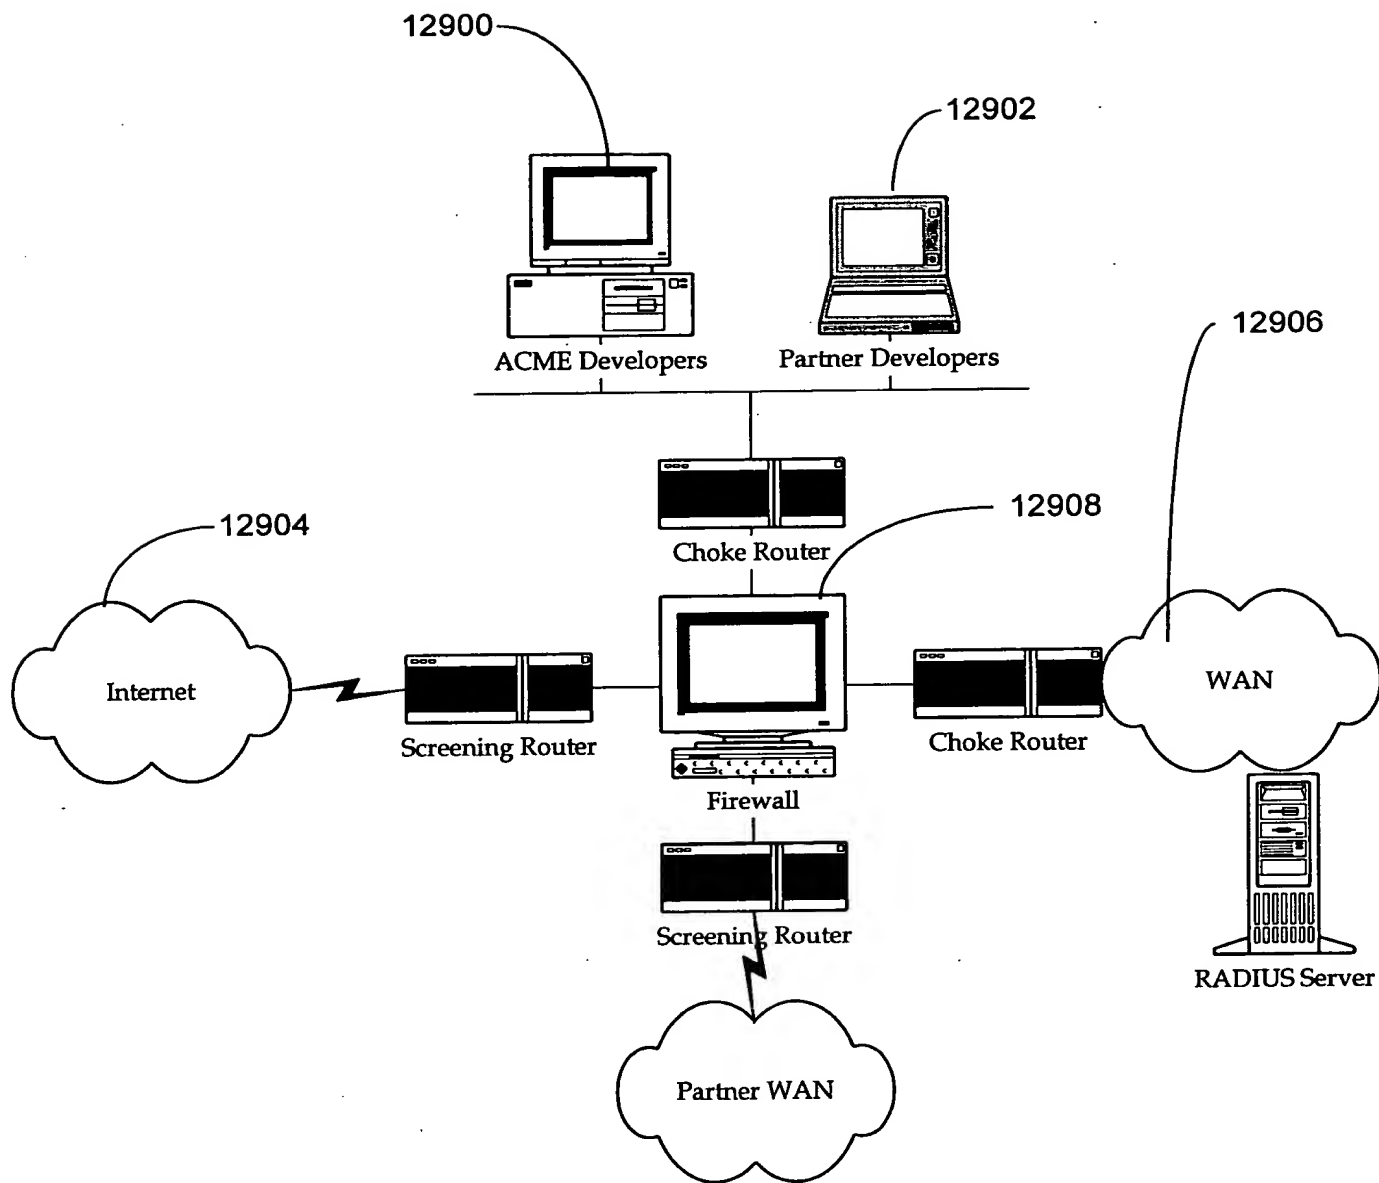 12900
12902
ACME Developers
Partner Developers
12906
12904
12908
Choke Router
Internet
WAN
Screening Router
Choke Router
Firewall
Screening Router
RADIUS Server
Partner WAN